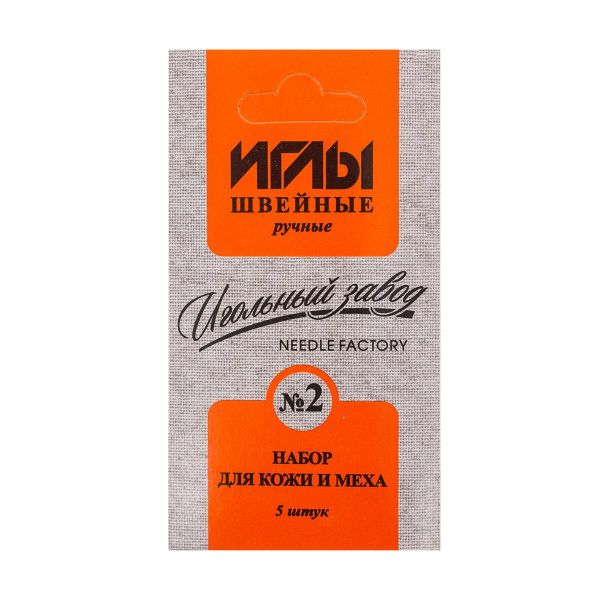 ИГЛЫ
ШВЕЙНЫЕ
ручные
Игольный завод
NEEDLE FACTORY
№2
НАБОР
ДЛЯ КОЖИ И МЕХА
5 штук